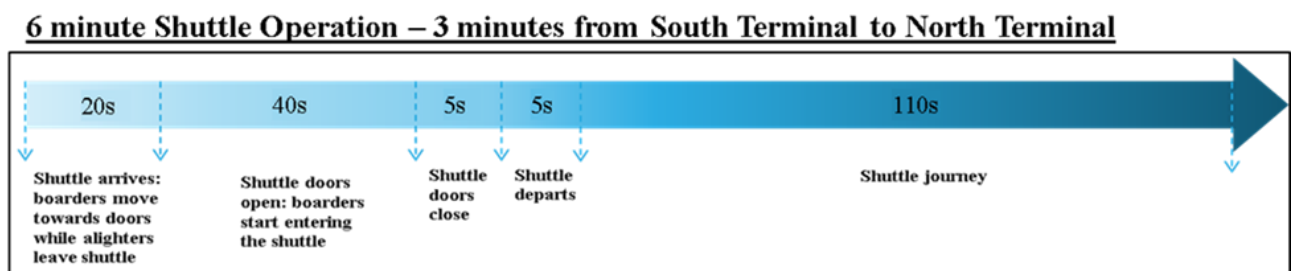 6 minute Shuttle Operation – 3 minutes from South Terminal to North Terminal
20s
40s
5s
5s
110s
Shuttle arrives:
boarders move
towards doors
while alighters
leave shuttle
Shuttle doors
open: boarders
start entering
the shuttle
Shuttle
doors
close
Shuttle
departs
Shuttle journey